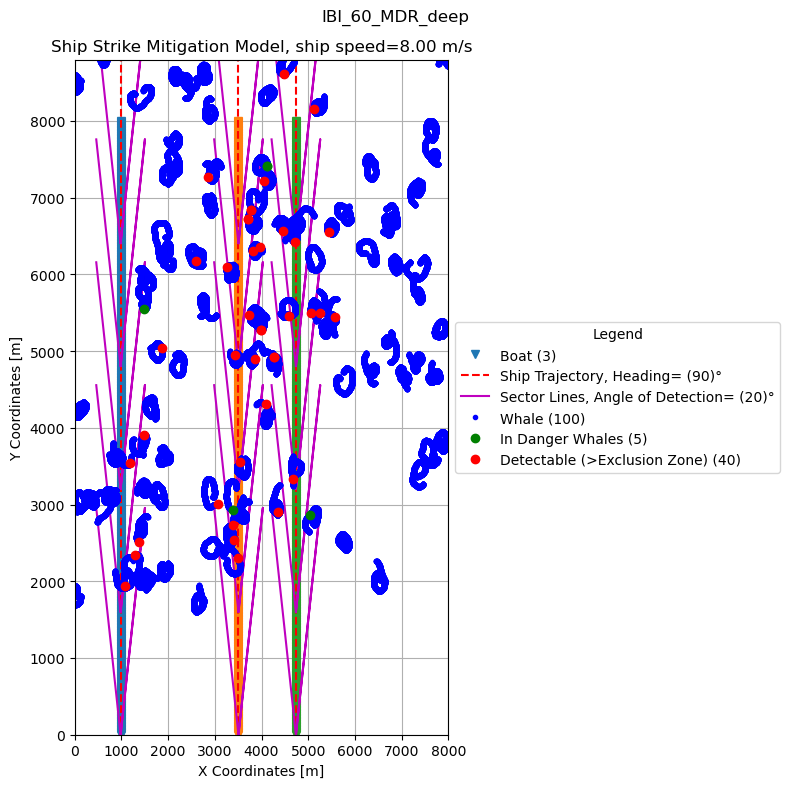 IBI_60_MDR_deep
Ship Strike Mitigation Model, ship speed=8.00 m/s
Y Coordinates [m]
8000
7000
6000
5000
4000
3000
2000
1000
0
0 1000 2000 3000 4000 5000 6000 7000 8000
X Coordinates [m]
Legend
Boat (3)
Ship Trajectory, Heading= (90)°
Sector Lines, Angle of Detection= (20)°
Whale (100)
In Danger Whales (5)
Detectable (>Exclusion Zone) (40)